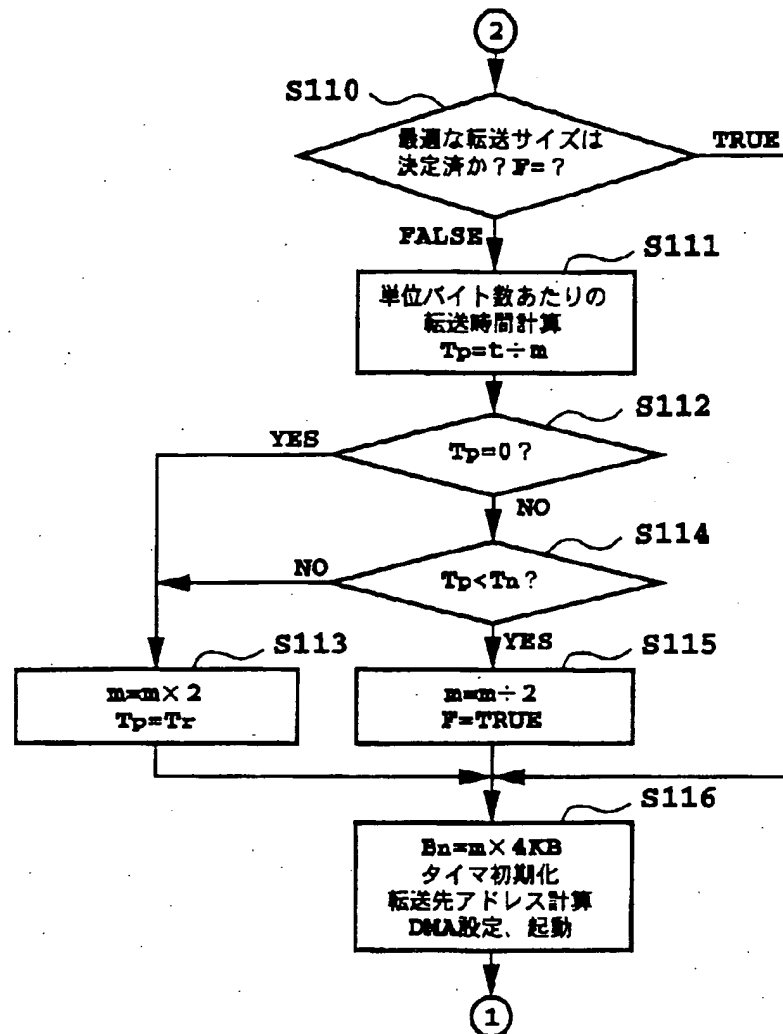 2
S110
最適な転送サイズは
決定済か?F=?
TRUE
FALSE
S111
単位バイト数あたりの
転送時間計算
Tp=t÷m
S112
YES
Tp=0?
NO
S114
NO
Tp<Tn?
YES
S113
m=m×2
Tp=Tr
S115
m=m÷2
F=TRUE
S116
Bn=m×4KB
タイマ初期化
転送先アドレス計算
DMA設定、起動
1